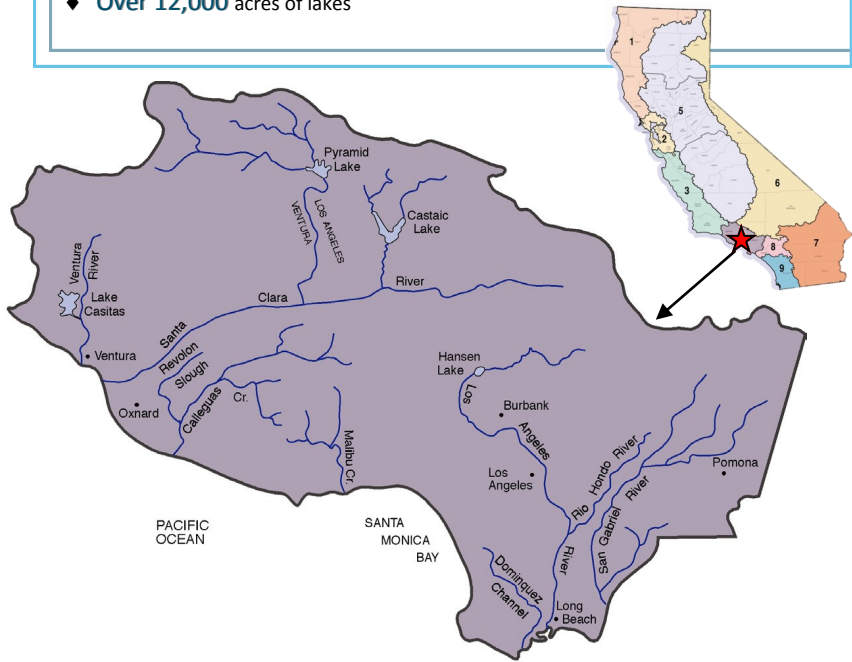 ♦ Over 12,000 acres of lakes
1
2
3
5
6
7
8
9
Pyramid
Lake
VENTURA
LOS ANGELES
Castaic
Lake
Ventura
River
Lake
Casitas
Ventura
Santa
Clara
River
Revolon
Slough
Oxnard
Calleguas
Cr.
Malibu Cr.
Hansen
Lake
Los
Angeles
River
Burbank
Los
Angeles
Rio Hondo River
San Gabriel River
Pomona
PACIFIC
OCEAN
SANTA
MONICA
BAY
Dominquez
Channel
Long
Beach